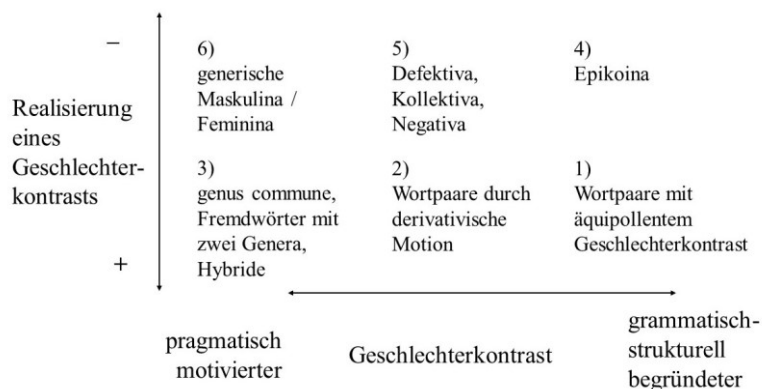 –
6)
generische
Maskulina /
Feminina
5)
Defektiva,
Kollektiva,
Negativa
4)
Epikoina
Realisierung
eines
Geschlechter-
kontrasts
3)
genus commune,
Fremdwörter mit
zwei Genera,
Hybride
2)
Wortpaare durch
derivativische
Motion
1)
Wortpaare mit
äquipollentem
Geschlechterkontrast
+
pragmatisch
motivierter
Geschlechterkontrast
grammatisch-
strukturell
begründeter